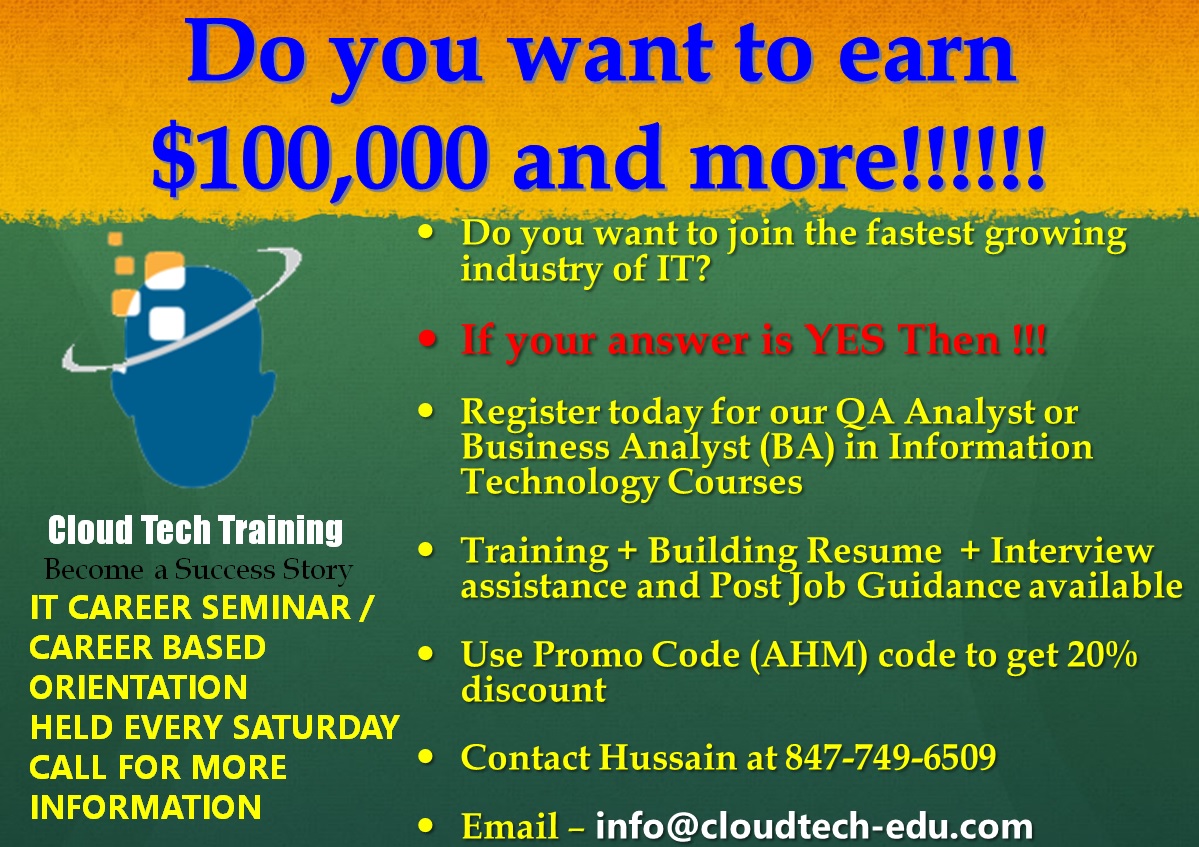 Do you want to earn
$100,000 and more!!!!!!
• Do you want to join the fastest growing
industry of IT?
• If your answer is YES Then !!!
• Register today for our QA Analyst or
Business Analyst (BA) in Information
Technology Courses
• Training + Building Resume + Interview
assistance and Post Job Guidance available
• Use Promo Code (AHM) code to get 20%
discount
• Contact Hussain at 847-749-6509
• Email – info@cloudtech-edu.com
Cloud Tech Training
Become a Success Story
IT CAREER SEMINAR /
CAREER BASED
ORIENTATION
HELD EVERY SATURDAY
CALL FOR MORE
INFORMATION